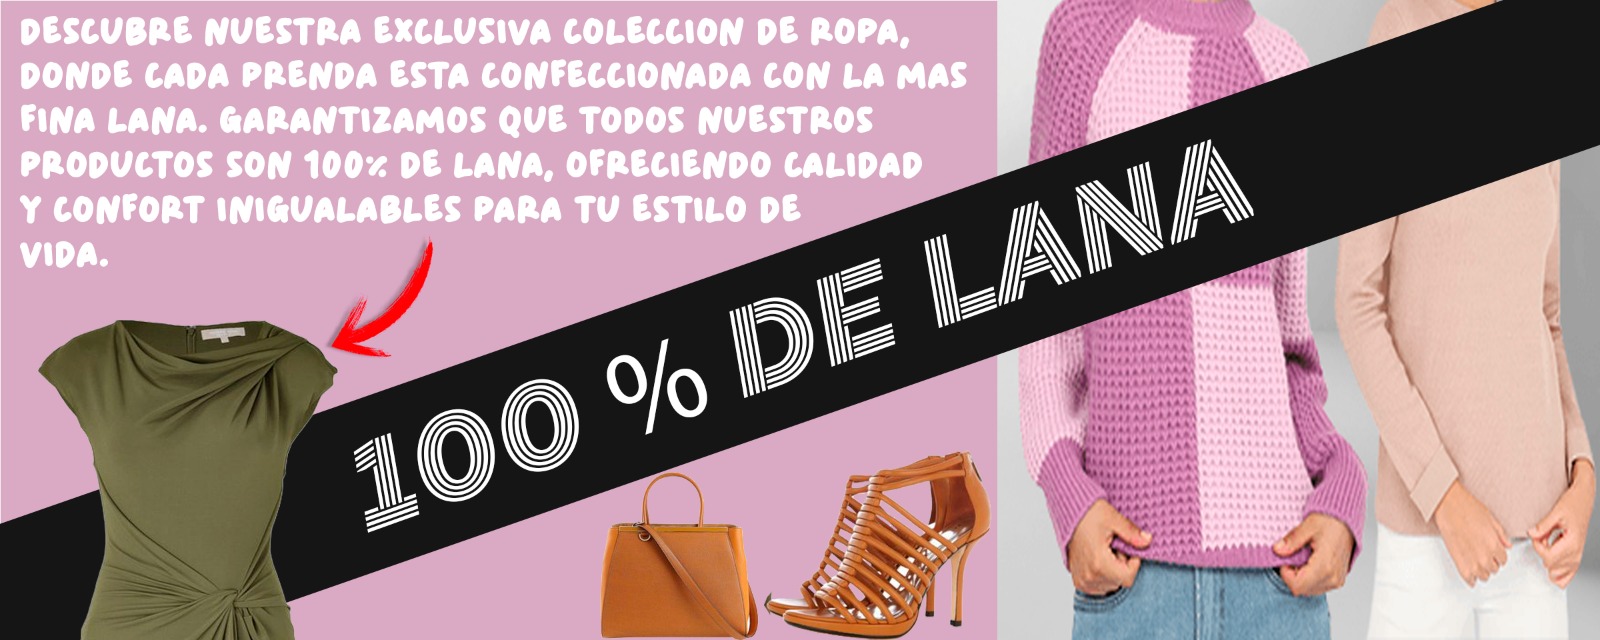 DESCUBRE NUESTRA EXCLUSIVA COLECCION DE ROPA,
DONDE CADA PRENDA ESTA CONFECCIONADA CON LA MAS
FINA LANA. GARANTIZAMOS QUE TODOS NUESTROS
PRODUCTOS SON 100% DE LANA, OFRECIENDO CALIDAD
Y CONFORT INIGUALABLES PARA TU ESTILO DE
VIDA.
100 % DE LANA